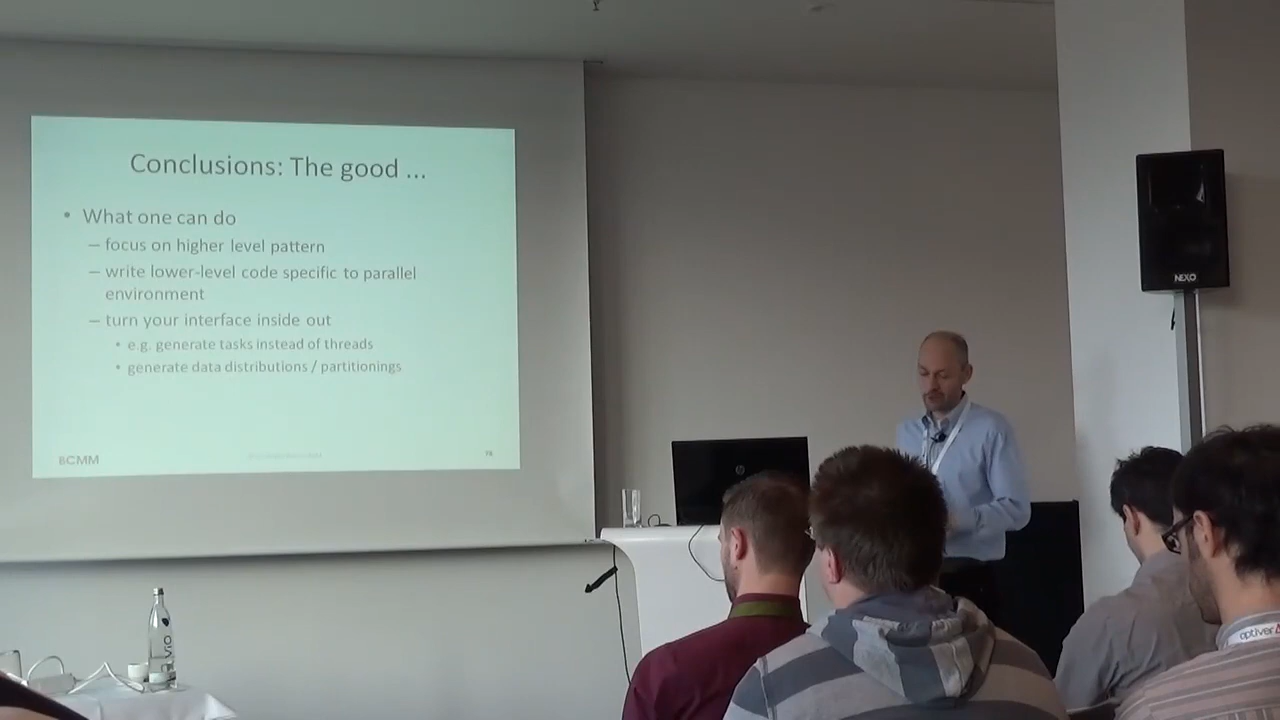 Conclusions: The good ...
• What one can do
– focus on higher level pattern
– write lower-level code specific to parallel
environment
– turn your interface inside out
• e.g. generate tasks instead of threads
• generate data distributions / partitionings
BCMM
NEXO
optiver